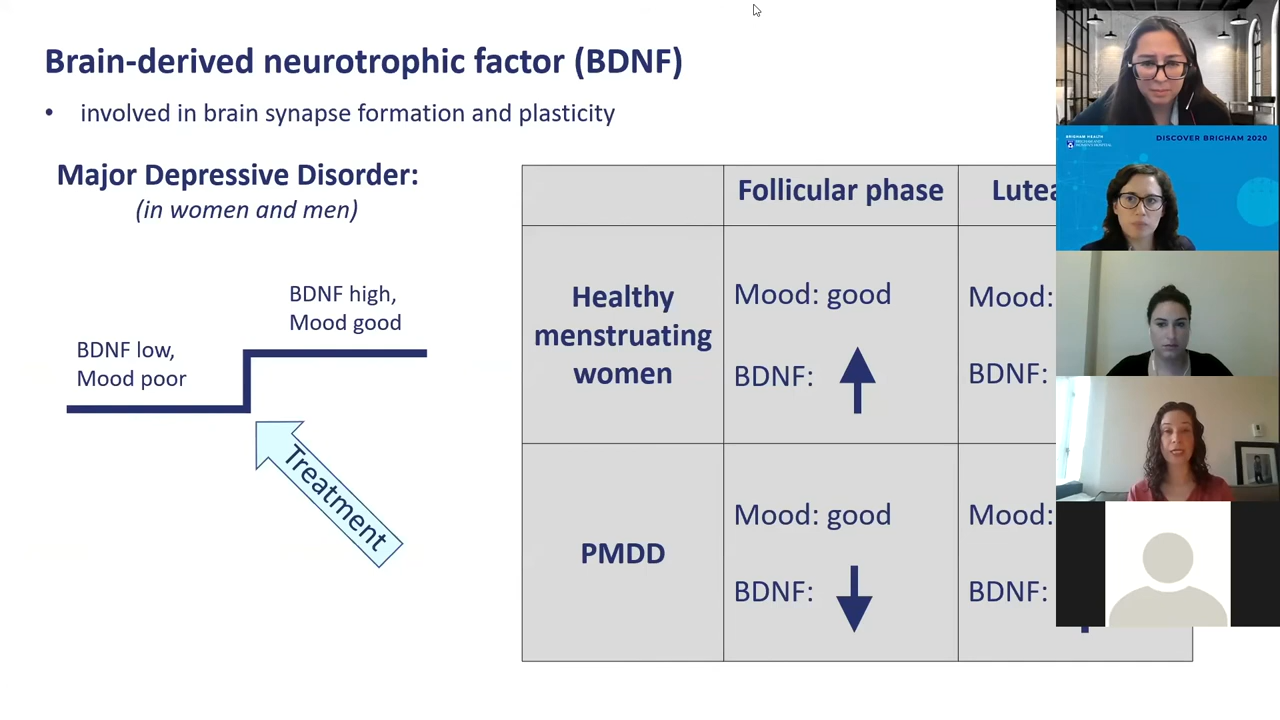 Brain-derived neurotrophic factor (BDNF)
• involved in brain synapse formation and plasticity
Major Depressive Disorder:
(in women and men)
BDNF high,
Mood good
BDNF low,
Mood poor
Treatment
Follicular phase
Healthy
menstruating
women
Mood: good
Mood:
BDNF:
BDNF:
PMDD
Mood: good
Mood:
BDNF:
BDNF:
BRIGHAM HEALTH
DISCOVER BRIGHAM 2020